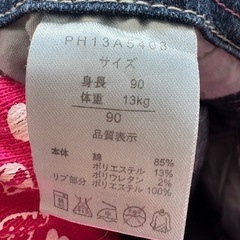 PH13A5403
サイズ
身長 90
体重 13kg
90
品質表示
本体 綿 85%
ポリエステル 13%
ポリウレタン 2%
リブ部分 ポリエステル 100%